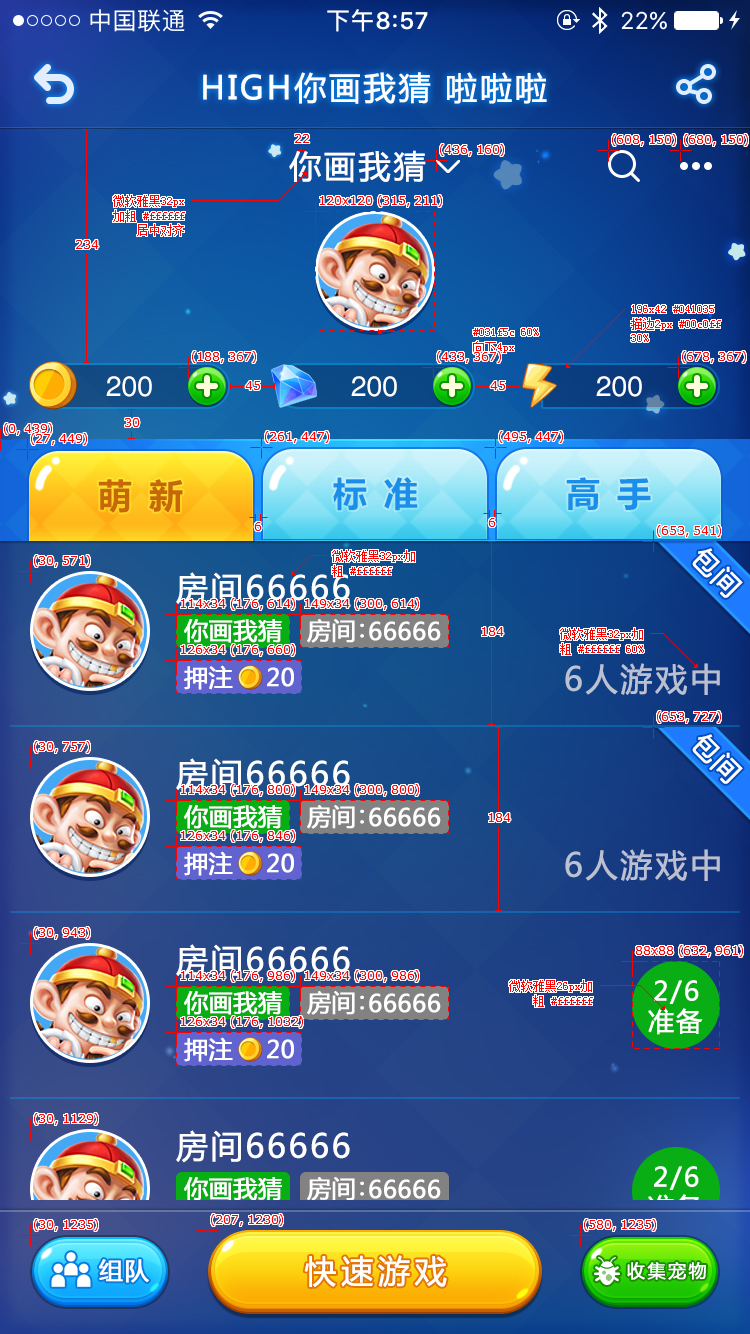 中国联通 下午8:57 22%
HIGH你画我猜 啦啦啦
22
你画我猜
(436, 160)
(608, 150)
(680, 150)
微软雅黑32px
加粗 #ffffff
居中对齐
120x120 (315, 211)
234
196x42 #041035
描边2px #00c0ff
30%
#031f5c 60%
向下4px
(188, 367)
(433, 367)
(678, 367)
200 45 200 45 200
(0, 439)
30
(27, 449)
(261, 447)
(495, 447)
萌新 标准 高手
6 6
(653, 541)
(30, 571)
微软雅黑32px加
粗 #ffffff
包间
房间66666
114x34 (176, 614) 149x34 (300, 614)
你画我猜 房间:66666
184
微软雅黑32px加
粗 #ffffff 60%
126x34 (176, 660)
押注 20
6人游戏中
(653, 727)
(30, 757)
包间
房间66666
114x34 (176, 800) 149x34 (300, 800)
你画我猜 房间:66666
184
126x34 (176, 846)
押注 20
6人游戏中
(30, 943)
88x88 (632, 961)
房间66666
114x34 (176, 986) 149x34 (300, 986)
你画我猜 房间:66666
微软雅黑26px加
粗 #ffffff
2/6
准备
126x34 (176, 1032)
押注 20
(30, 1129)
房间66666
你画我猜 房间:66666
2/6
准备
(30, 1235)
(207, 1230)
(580, 1235)
组队 快速游戏 收集宠物